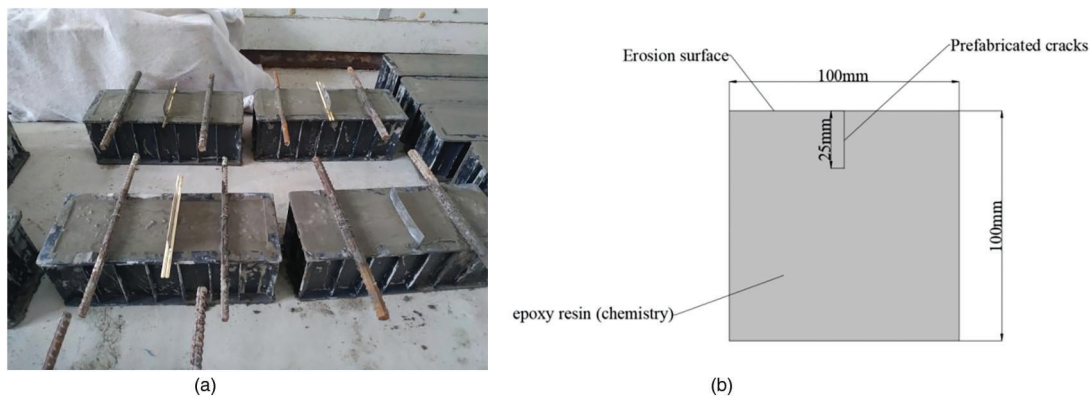 Erosion surface
Prefabricated cracks
100mm
25mm
100mm
epoxy resin (chemistry)
(a)
(b)